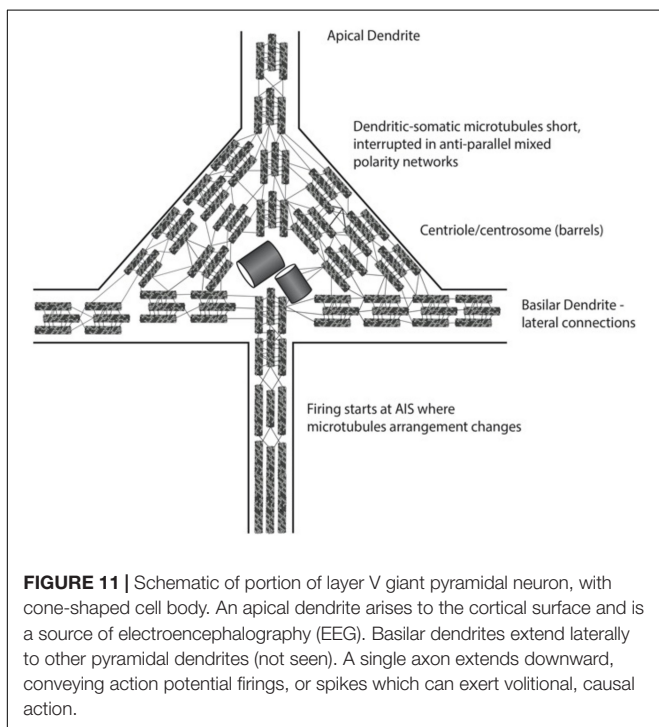 Apical Dendrite
Dendritic-somatic microtubules short,
interrupted in anti-parallel mixed
polarity networks
Centriole/centrosome (barrels)
Basilar Dendrite -
lateral connections
Firing starts at AIS where
microtubules arrangement changes
FIGURE 11 | Schematic of portion of layer V giant pyramidal neuron, with
cone-shaped cell body. An apical dendrite arises to the cortical surface and is
a source of electroencephalography (EEG). Basilar dendrites extend laterally
to other pyramidal dendrites (not seen). A single axon extends downward,
conveying action potential firings, or spikes which can exert volitional, causal
action.